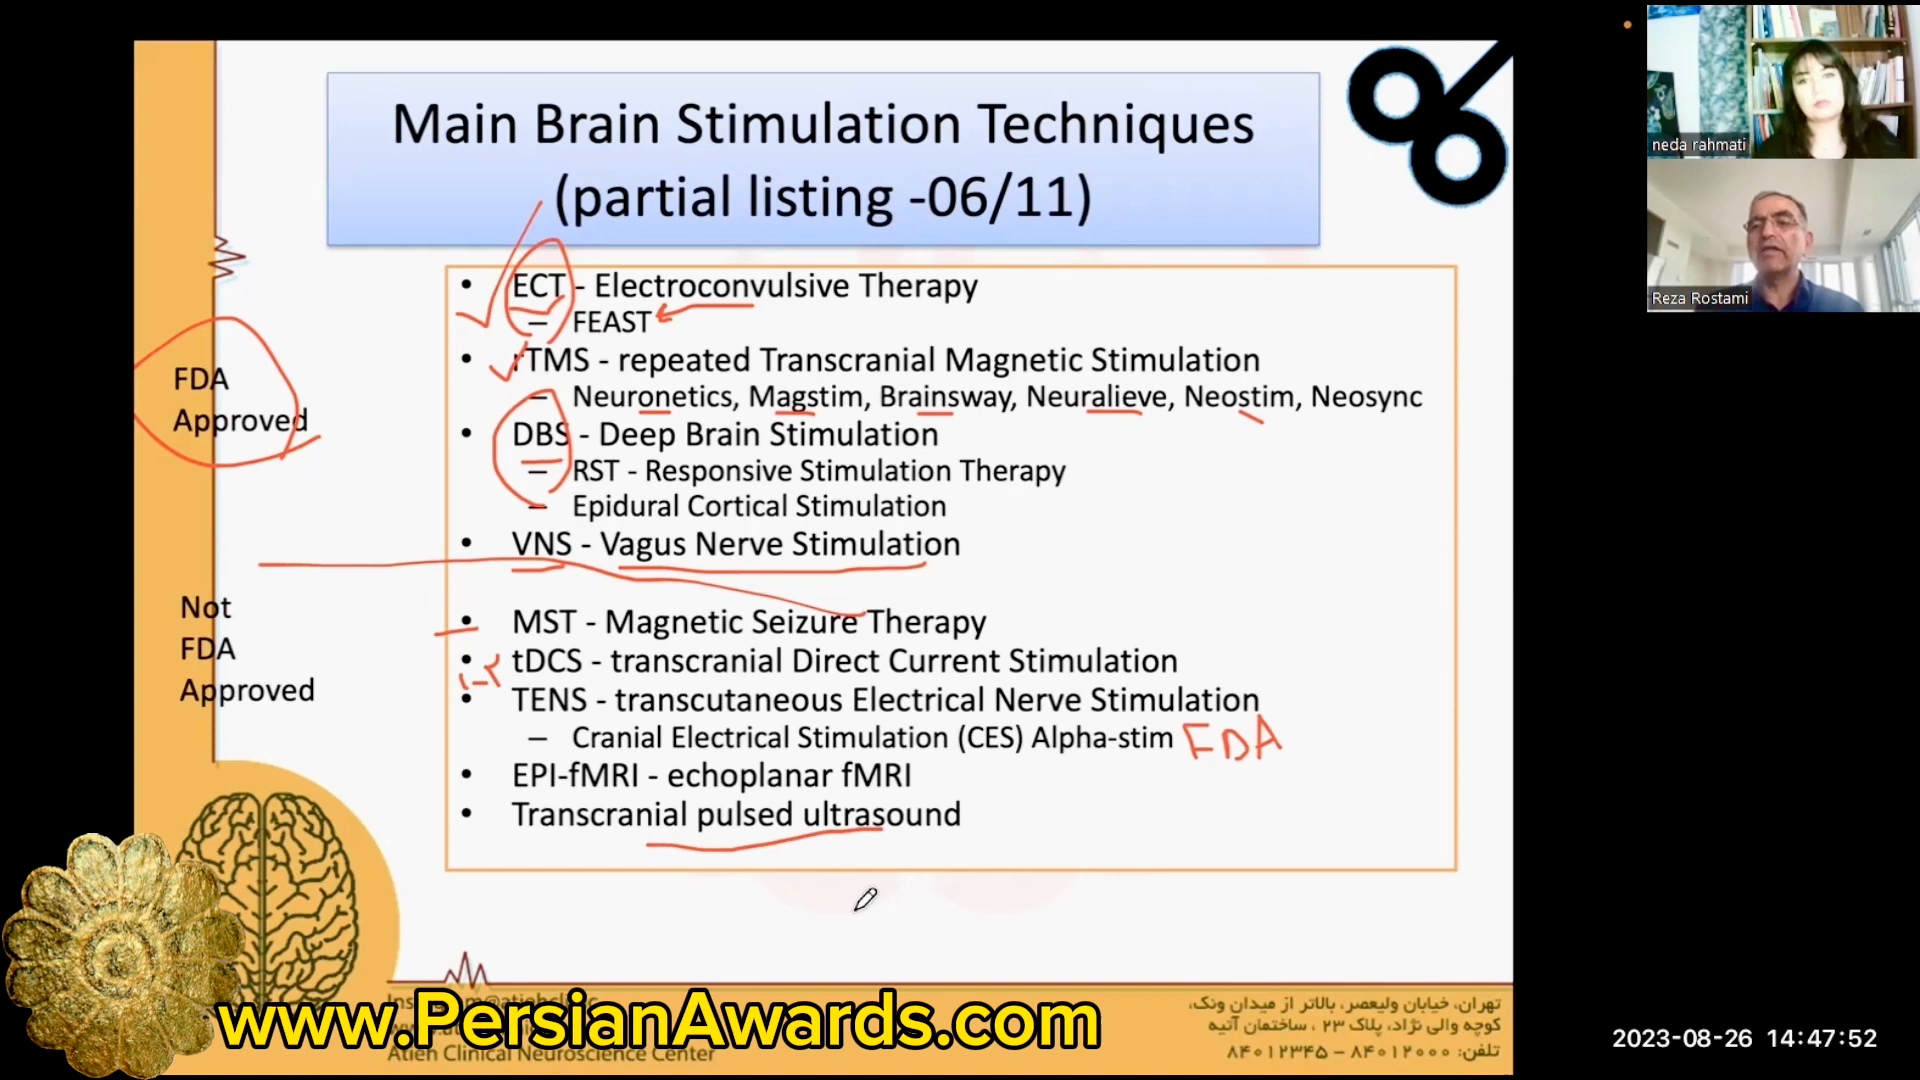 Main Brain Stimulation Techniques
(partial listing -06/11)
neda rahmati
Reza Rostami
• ECT - Electroconvulsive Therapy
– FEAST
• rTMS - repeated Transcranial Magnetic Stimulation
– Neuronetics, Magstim, Brainsway, Neuralieve, Neostim, Neosync
FDA
Approved
• DBS - Deep Brain Stimulation
– RST - Responsive Stimulation Therapy
– Epidural Cortical Stimulation
• VNS - Vagus Nerve Stimulation
Not
FDA
Approved
• MST - Magnetic Seizure Therapy
• tDCS - transcranial Direct Current Stimulation
• TENS - transcutaneous Electrical Nerve Stimulation
– Cranial Electrical Stimulation (CES) Alpha-stim FDA
• EPI-fMRI - echoplanar fMRI
• Transcranial pulsed ultrasound
www.PersianAwards.com
Atieh Clinical Neuroscience Center
تهران، خیابان ولیعصر، بالاتر از میدان ونک،
کوچه والی نژاد، پلاک ۲۳ ، ساختمان آتیه
تلفن: ۸۴۰۱۲۰۰۰ – ۸۴۰۱۲۳۴۵
2023-08-26 14:47:52